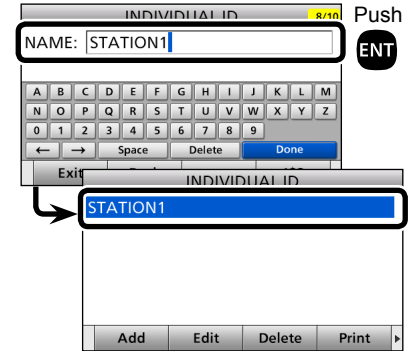 INDIVIDUAL ID 8/10
Push
ENT
NAME: STATION1
A B C D E F G H I J K L M
N O P Q R S T U V W X Y Z
0 1 2 3 4 5 6 7 8 9
← → Space Delete Done
Exit
INDIVIDUAL ID
STATION1
Add Edit Delete Print